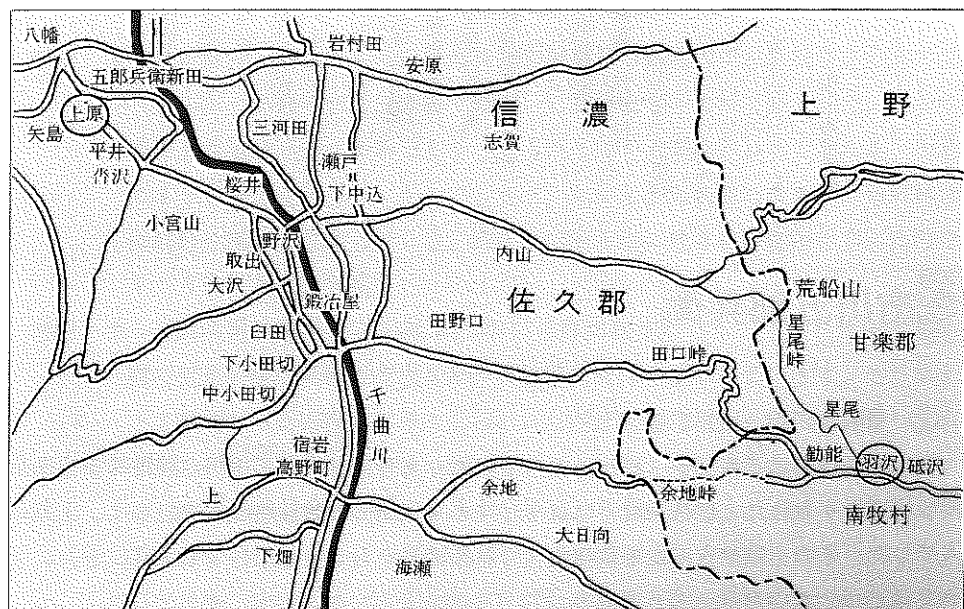 八幡
岩村田
安原
五郎兵衛新田
信濃
上野
上原
三河田
志賀
矢島
平井
瀬戸
下中込
桜井
小宮山
野沢
内山
取出
大沢
荒船山
佐久郡
鍛冶屋
星尾峠
甘楽郡
臼田
田野口
田口峠
下小田切
中小田切
千曲川
星尾
宿岩
勧能
羽沢
砥沢
高野町
余地
余地峠
上
南牧村
大日向
下畑
海瀬